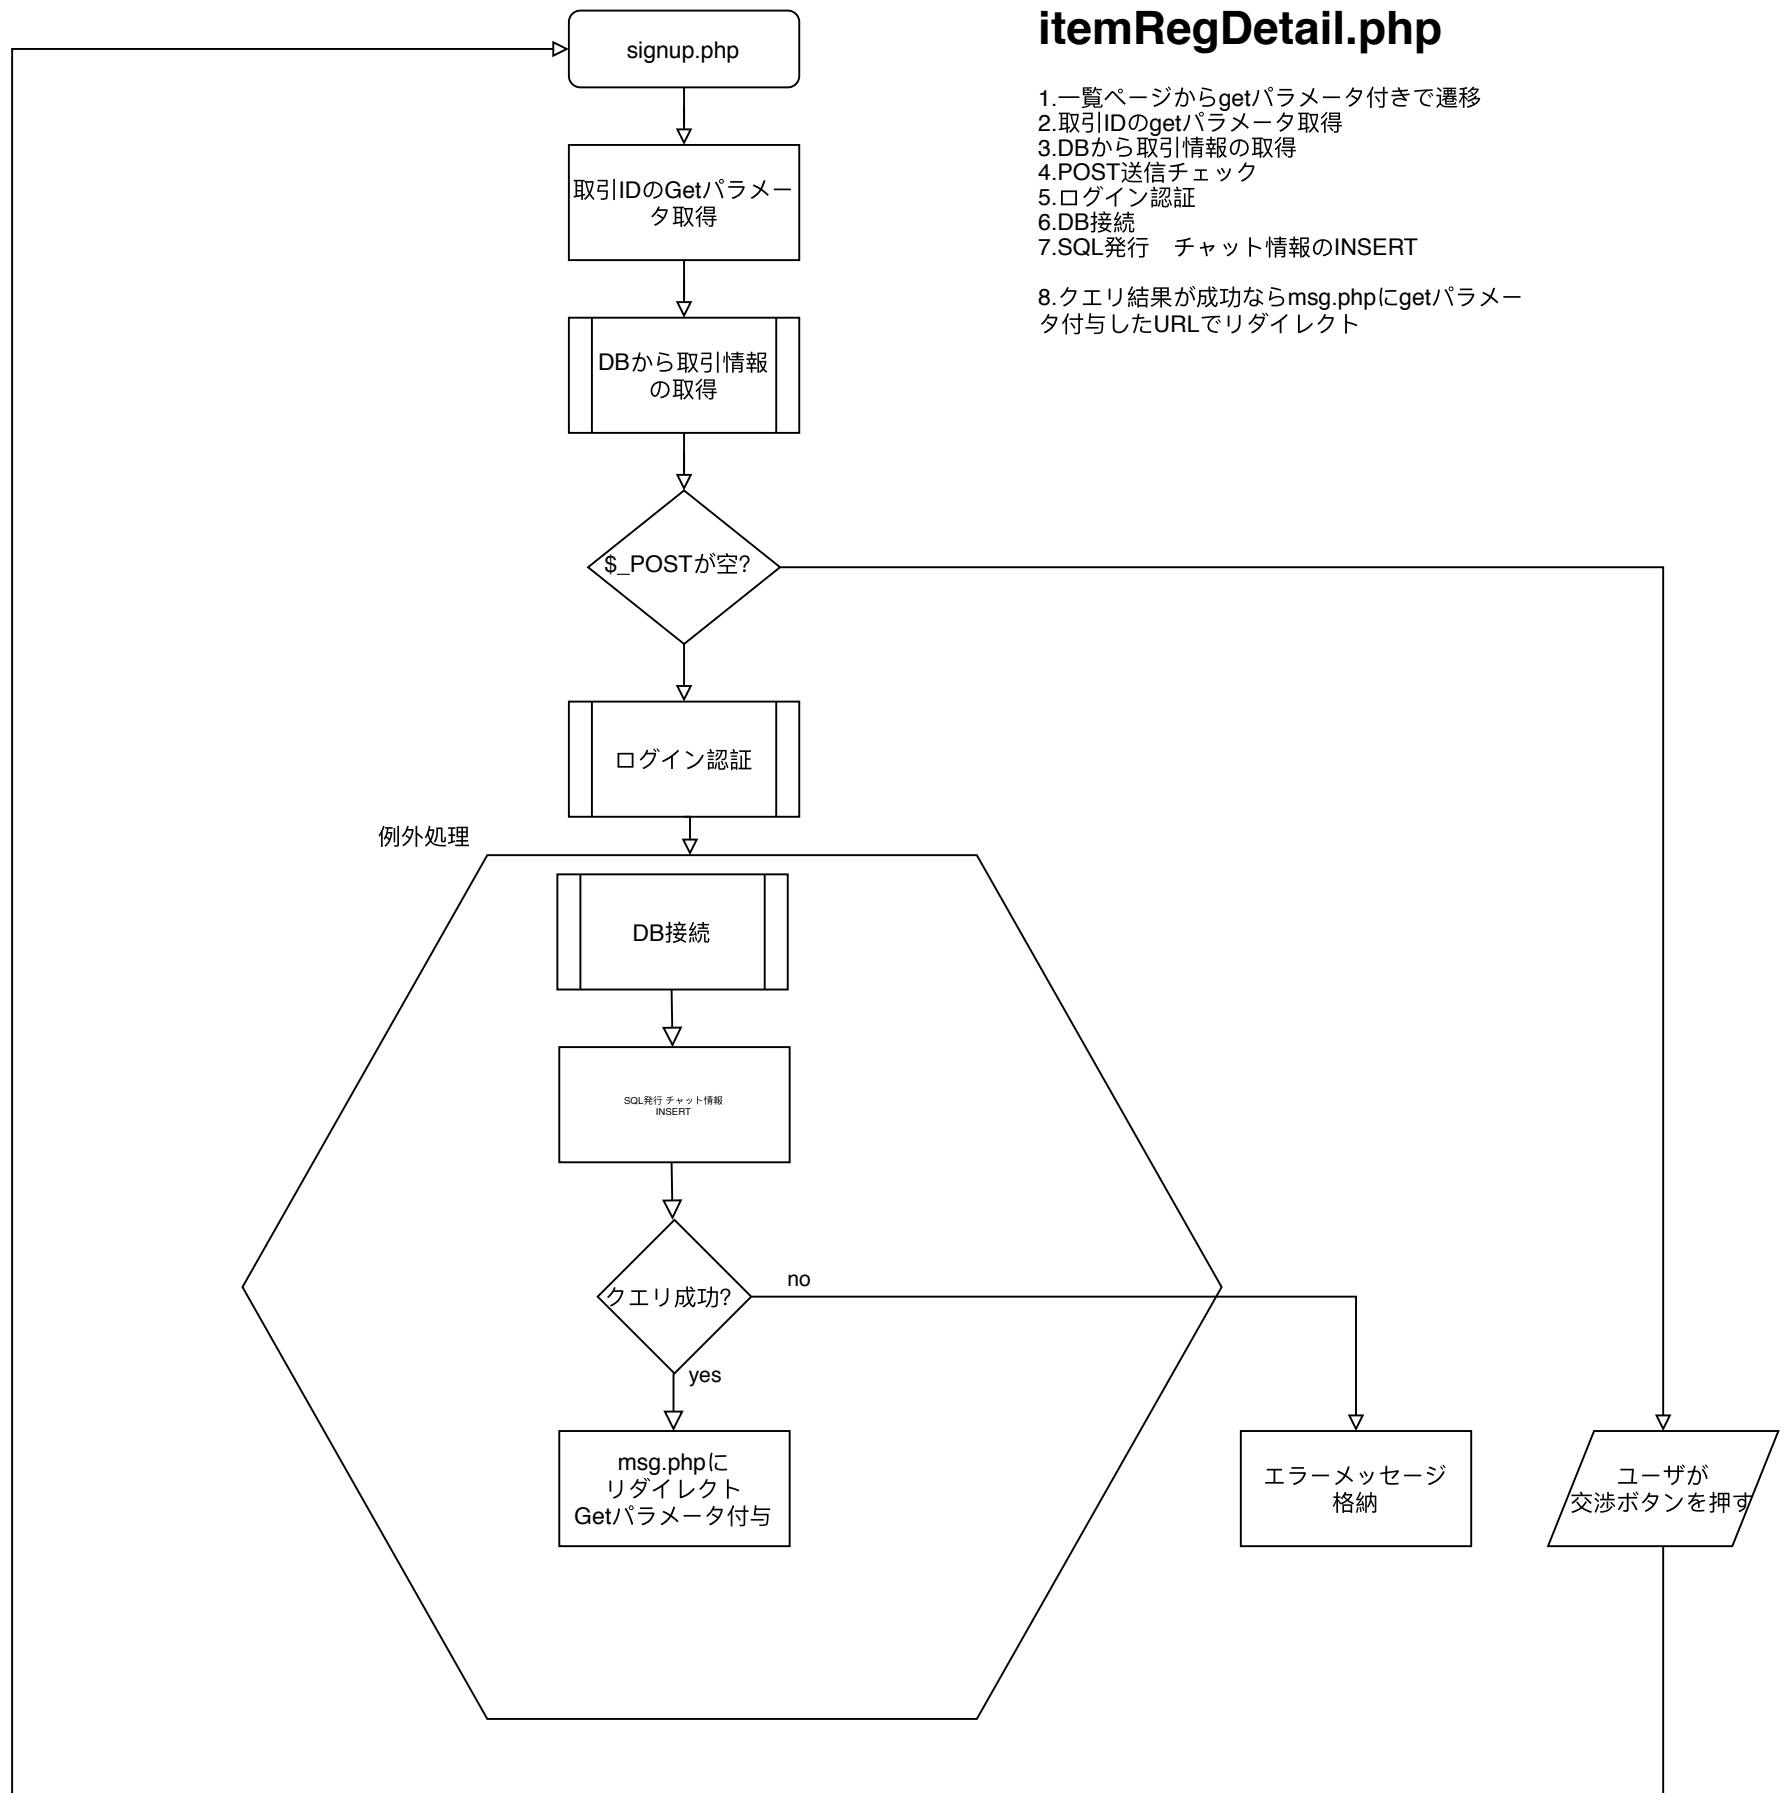 itemRegDetail.php
1.一覧ページからgetパラメータ付きで遷移
2.取引IDのgetパラメータ取得
3.DBから取引情報の取得
4.POST送信チェック
5.ログイン認証
6.DB接続
7.SQL発行　チャット情報のINSERT
8.クエリ結果が成功ならmsg.phpにgetパラメー
タ付与したURLでリダイレクト
signup.php
取引IDのGetパラメー
タ取得
DBから取引情報
の取得
$_POSTが空?
ログイン認証
例外処理
DB接続
SQL発行 チャット情報
INSERT
クエリ成功?
no
yes
msg.phpに
リダイレクト
Getパラメータ付与
エラーメッセージ
格納
ユーザが
交渉ボタンを押す